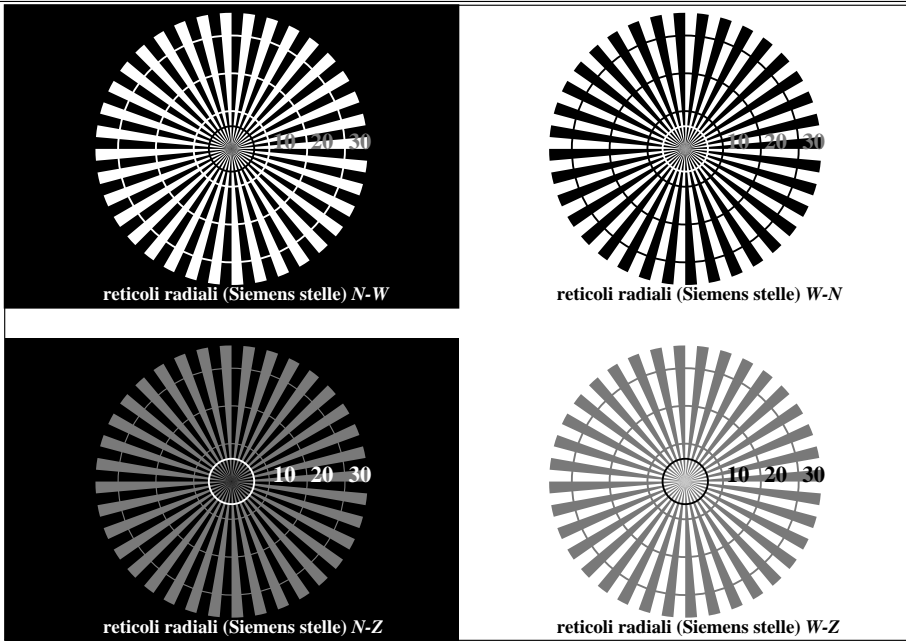 10 20 30
reticoli radiali (Siemens stelle) N-W
10 20 30
reticoli radiali (Siemens stelle) W-N
10 20 30
reticoli radiali (Siemens stelle) N-Z
10 20 30
reticoli radiali (Siemens stelle) W-Z